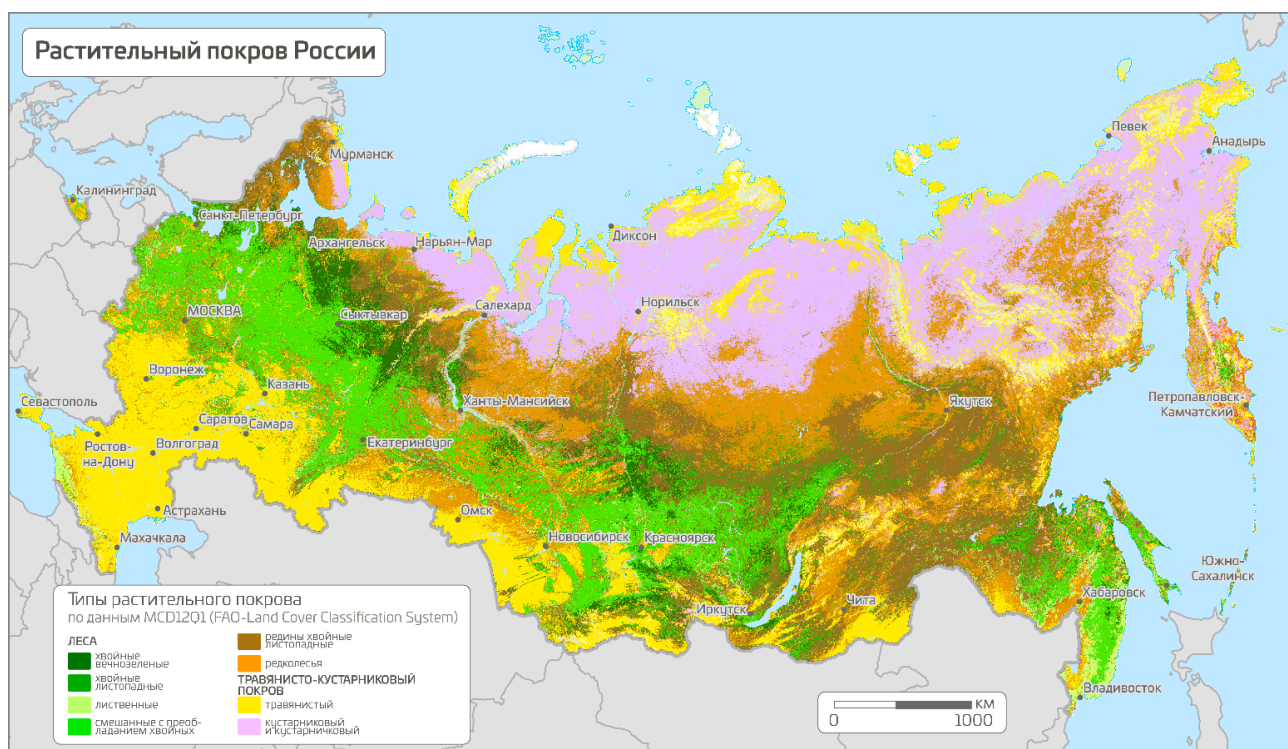 Растительный покров России
Певек
Анадырь
Мурманск
Калининград
Санкт-Петербург
Диксон
Архангельск
Нарьян-Мар
Салехард
Норильск
МОСКВА
Сыктывкар
Воронеж
Казань
Севастополь
Ханты-Мансийск
Якутск
Петропавловск-
Камчатский
Саратов
Самара
Ростов-
на-Дону
Волгоград
Екатеринбург
Астрахань
Омск
Махачкала
Новосибирск
Красноярск
Южно-
Сахалинск
Иркутск
Чита
Хабаровск
Владивосток
Типы растительного покрова
по данным MCD12Q1 (FAO-Land Cover Classification System)
ЛЕСА
хвойные
вечнозеленые
хвойные
листопадные
лиственные
смешанные с преоб-
ладанием хвойных
редины хвойные
листопадные
редколесья
ТРАВЯНИСТО-КУСТАРНИКОВЫЙ
ПОКРОВ
травянистый
кустарниковый
и кустарничковый
КМ
0 1000